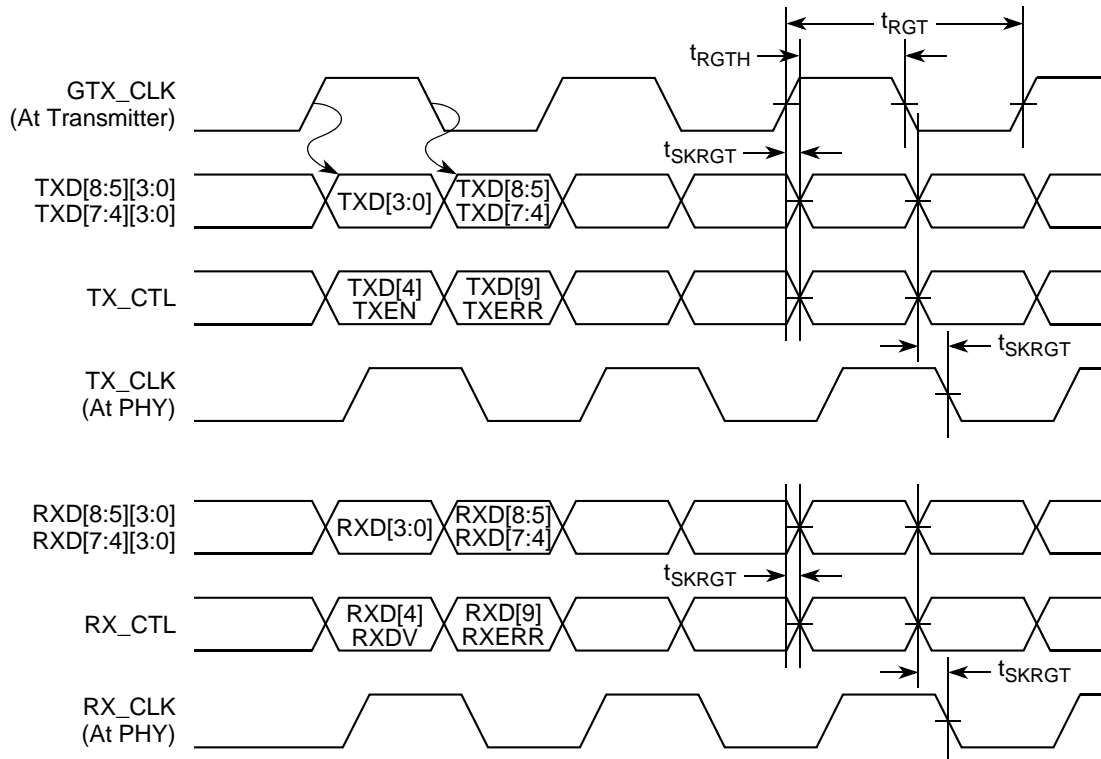 tRGT
tRGTH
GTX_CLK
(At Transmitter)
tSKRGT
TXD[8:5][3:0]
TXD[7:4][3:0]
TXD[3:0]
TXD[8:5]
TXD[7:4]
TX_CTL
TXD[4]
TXEN
TXD[9]
TXERR
tSKRGT
TX_CLK
(At PHY)
RXD[8:5][3:0]
RXD[7:4][3:0]
RXD[3:0]
RXD[8:5]
RXD[7:4]
tSKRGT
RX_CTL
RXD[4]
RXDV
RXD[9]
RXERR
tSKRGT
RX_CLK
(At PHY)